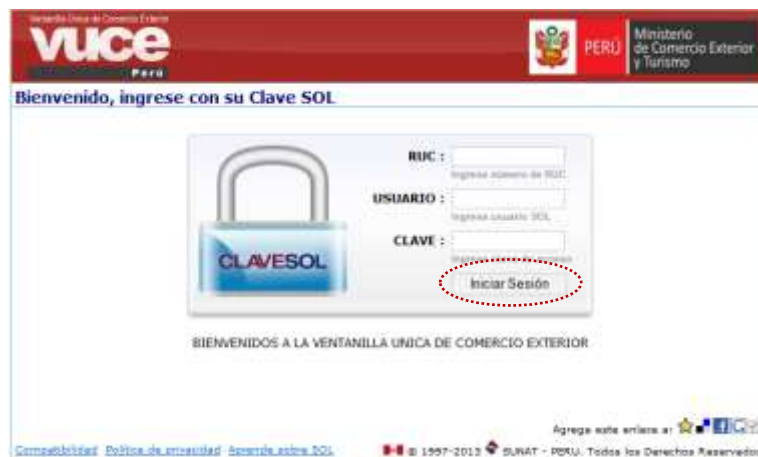 Ventanilla Única de Comercio Exterior
vuce
Perú
PERÚ
Ministerio
de Comercio Exterior
y Turismo
Bienvenido, ingrese con su Clave SOL
RUC :
Ingrese número de RUC
USUARIO :
Ingrese usuario SOL
CLAVE :
CLAVESOL
Iniciar Sesión
BIENVENIDOS A LA VENTANILLA UNICA DE COMERCIO EXTERIOR
Agrega este enlace a:
Compatibilidad Política de privacidad Aprende sobre SOL
© 1997-2013 SUNAT - PERU. Todos los Derechos Reservados